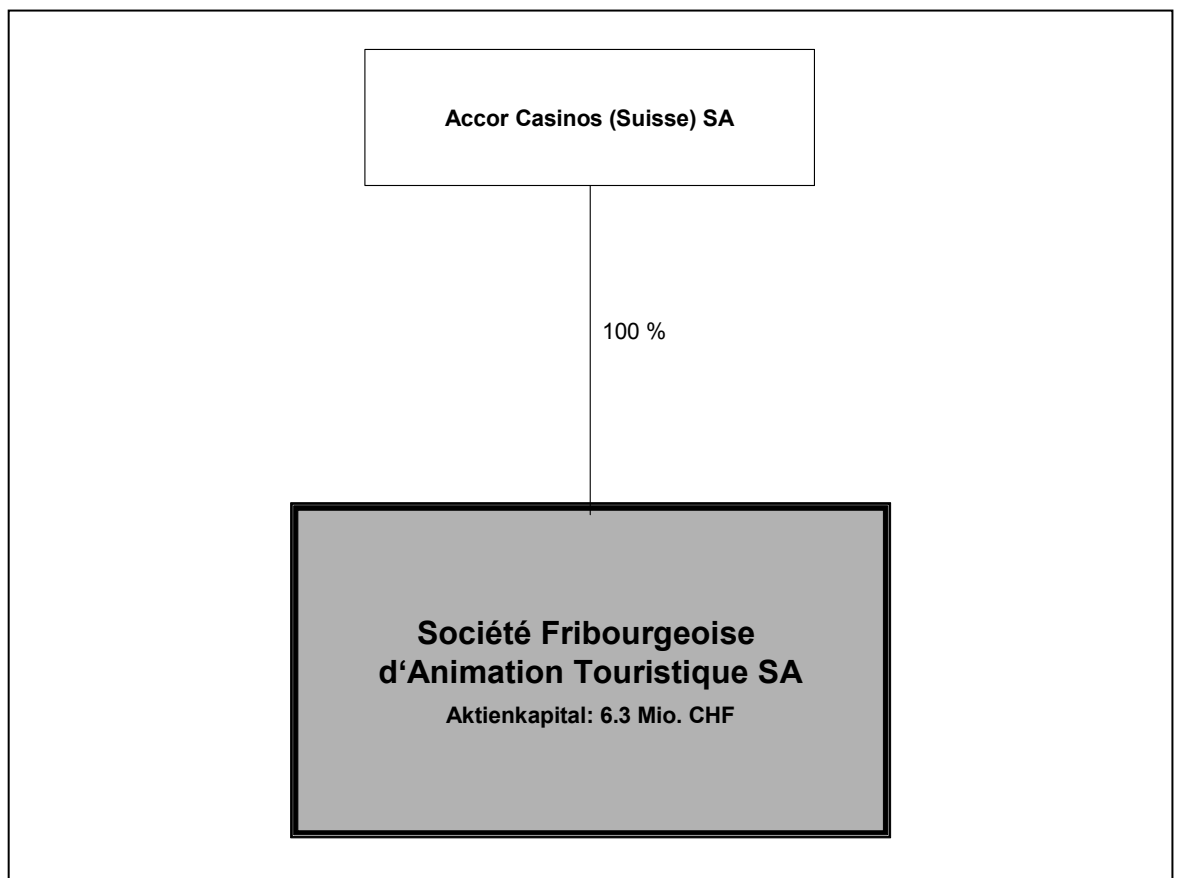 Accor Casinos (Suisse) SA
100 %
Société Fribourgeoise
d‘Animation Touristique SA
Aktienkapital: 6.3 Mio. CHF